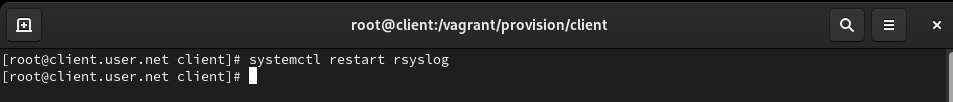 root@client:/vagrant/provision/client
[root@client.user.net client]# systemctl restart rsyslog
[root@client.user.net client]#